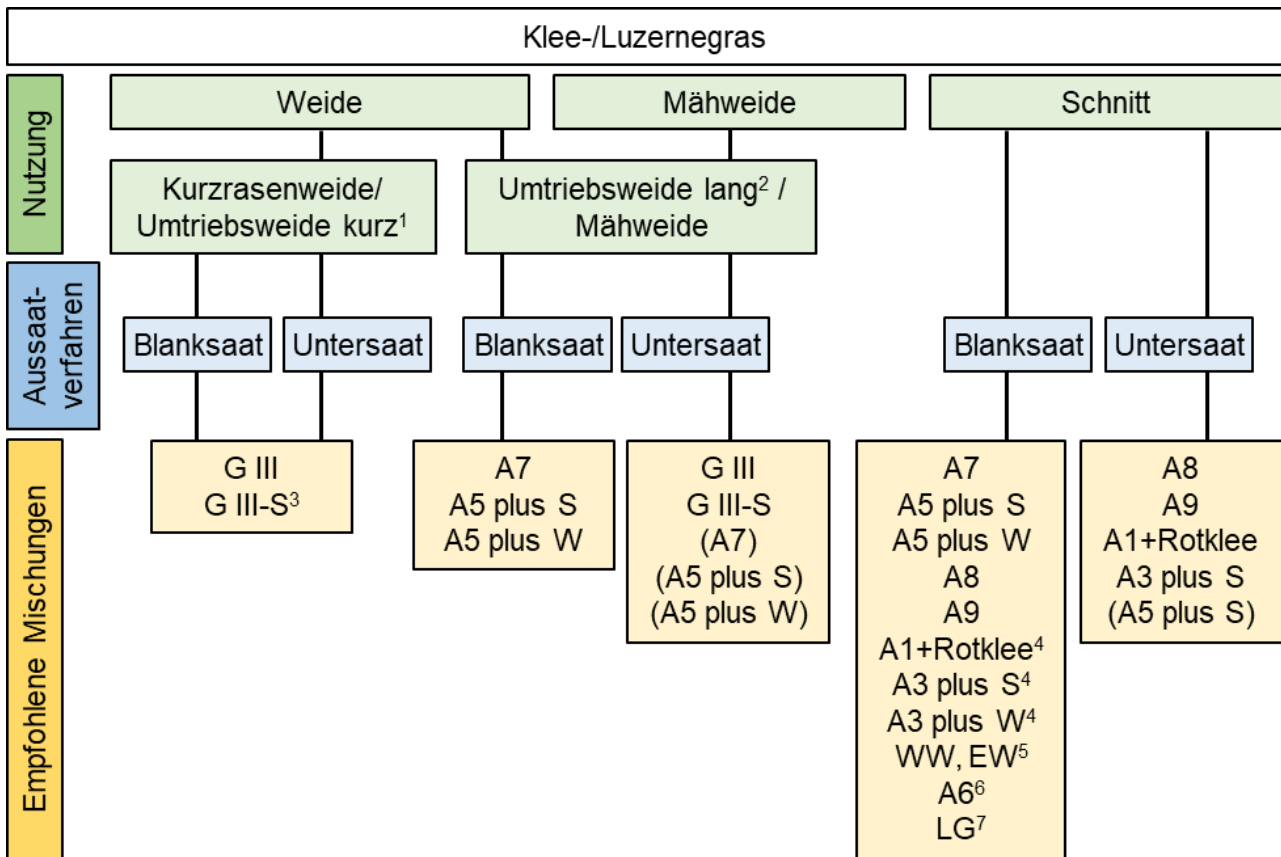 Klee-/Luzernegras
Nutzung
Weide
Mähweide
Schnitt
Kurzrasenweide/
Umtriebsweide kurz¹
Umtriebsweide lang² /
Mähweide
Aussaat-
verfahren
Blanksaat
Untersaat
Blanksaat
Untersaat
Blanksaat
Untersaat
Empfohlene Mischungen
G III
G III-S³
A7
A5 plus S
A5 plus W
G III
G III-S
(A7)
(A5 plus S)
(A5 plus W)
A7
A5 plus S
A5 plus W
A8
A9
A1+Rotklee⁴
A3 plus S⁴
A3 plus W⁴
WW, EW⁵
A6⁶
LG⁷
A8
A9
A1+Rotklee
A3 plus S
(A5 plus S)